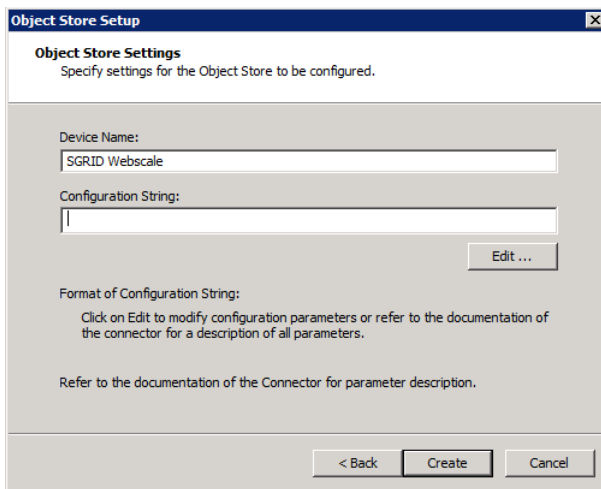 Object Store Setup
Object Store Settings
Specify settings for the Object Store to be configured.
Device Name:
SGRID Webscale
Configuration String:
Edit ...
Format of Configuration String:
Click on Edit to modify configuration parameters or refer to the documentation of
the connector for a description of all parameters.
Refer to the documentation of the Connector for parameter description.
< Back Create Cancel